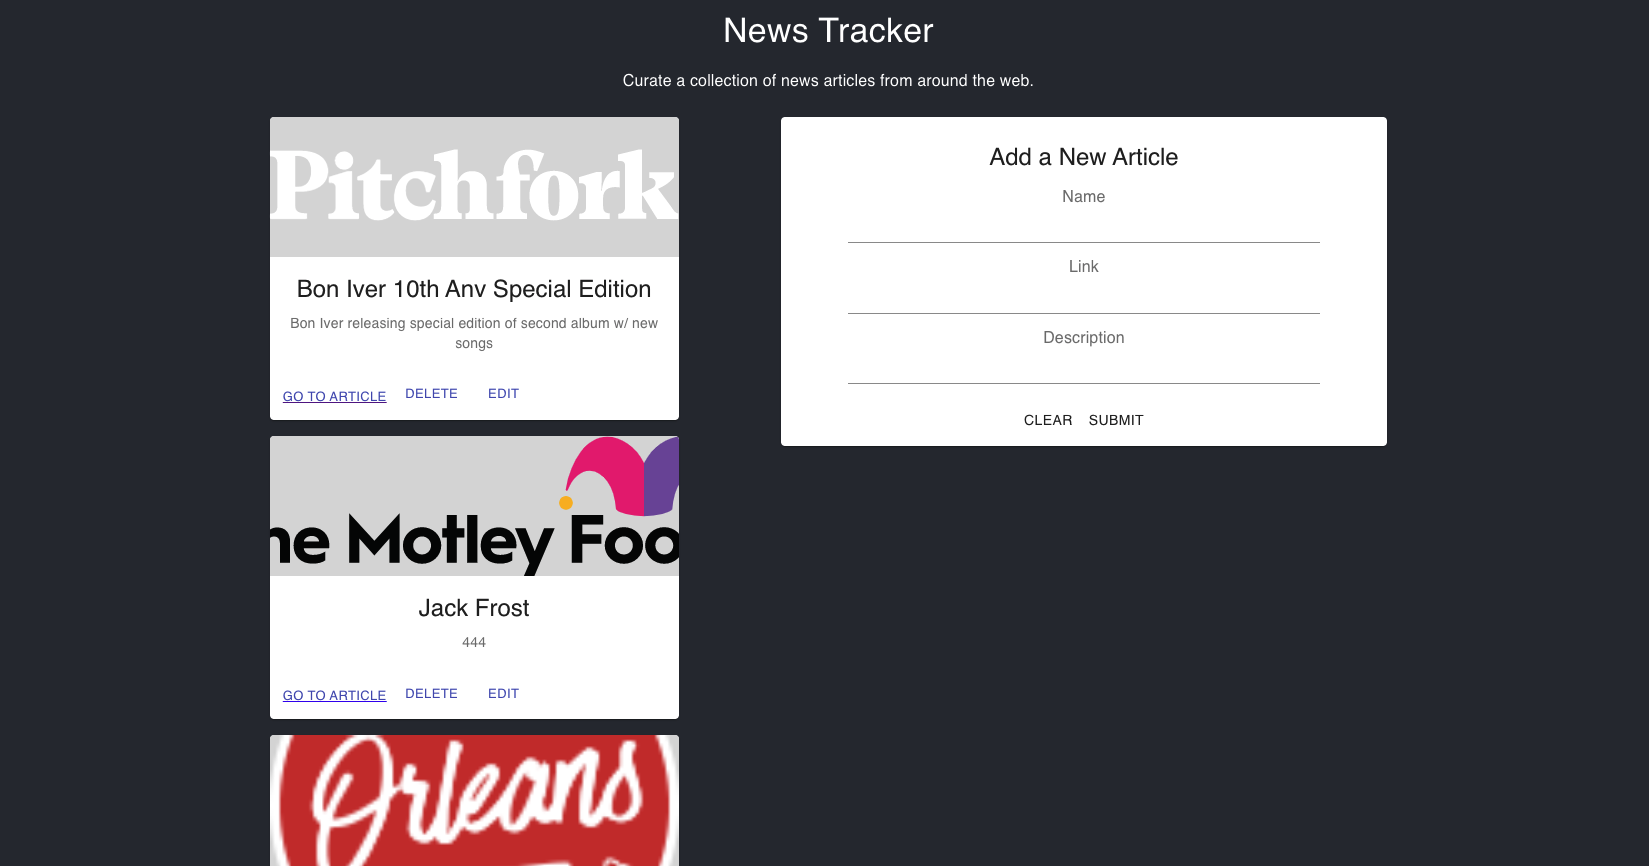 News Tracker
Curate a collection of news articles from around the web.
Pitchfork
Bon Iver 10th Anv Special Edition
Bon Iver releasing special edition of second album w/ new
songs
GO TO ARTICLE DELETE EDIT
he Motley Foo
Jack Frost
444
GO TO ARTICLE DELETE EDIT
Orleans
Add a New Article
Name
Link
Description
CLEAR SUBMIT